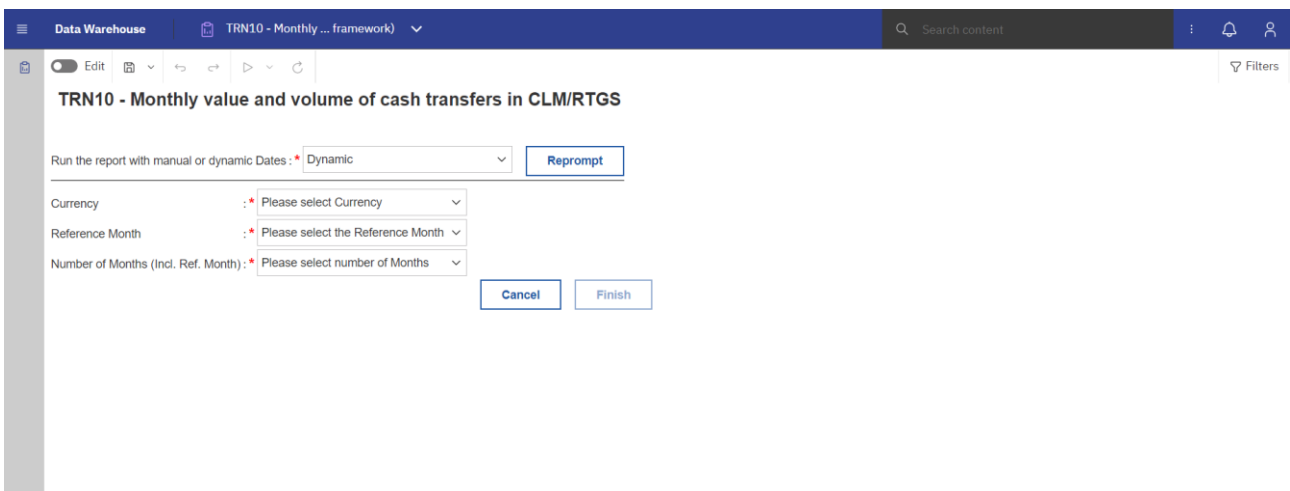 Data Warehouse TRN10 - Monthly ... framework) Search content
Edit Filters
TRN10 - Monthly value and volume of cash transfers in CLM/RTGS
Run the report with manual or dynamic Dates : * Dynamic Reprompt
Currency : * Please select Currency
Reference Month : * Please select the Reference Month
Number of Months (Incl. Ref. Month) : * Please select number of Months
Cancel Finish